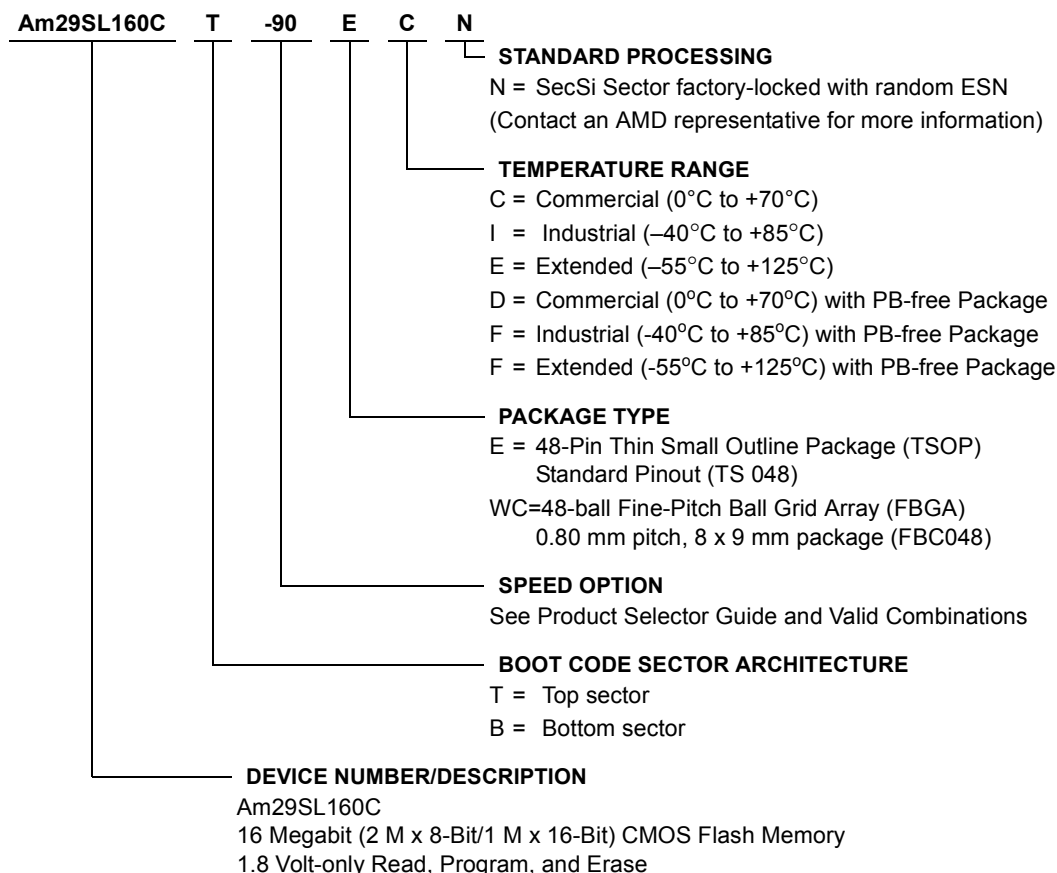 Am29SL160C T -90 E C N
STANDARD PROCESSING
N = SecSi Sector factory-locked with random ESN
(Contact an AMD representative for more information)
TEMPERATURE RANGE
C = Commercial (0°C to +70°C)
I = Industrial (–40°C to +85°C)
E = Extended (–55°C to +125°C)
D = Commercial (0ºC to +70ºC) with PB-free Package
F = Industrial (-40ºC to +85ºC) with PB-free Package
F = Extended (-55ºC to +125ºC) with PB-free Package
PACKAGE TYPE
E = 48-Pin Thin Small Outline Package (TSOP)
Standard Pinout (TS 048)
WC=48-ball Fine-Pitch Ball Grid Array (FBGA)
0.80 mm pitch, 8 x 9 mm package (FBC048)
SPEED OPTION
See Product Selector Guide and Valid Combinations
BOOT CODE SECTOR ARCHITECTURE
T = Top sector
B = Bottom sector
DEVICE NUMBER/DESCRIPTION
Am29SL160C
16 Megabit (2 M x 8-Bit/1 M x 16-Bit) CMOS Flash Memory
1.8 Volt-only Read, Program, and Erase